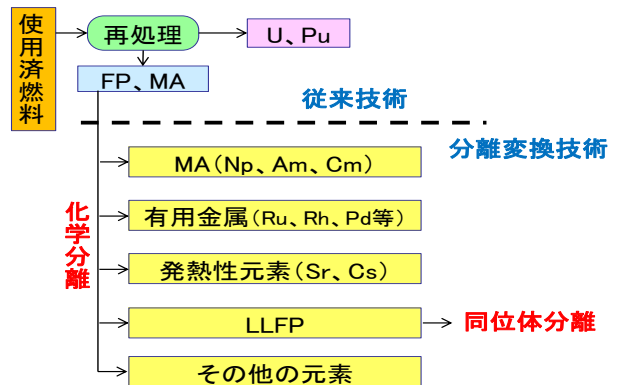 使用済燃料
再処理
U、Pu
FP、MA
従来技術
分離変換技術
MA(Np、Am、Cm)
有用金属(Ru、Rh、Pd等)
化学分離
発熱性元素(Sr、Cs)
LLFP
同位体分離
その他の元素